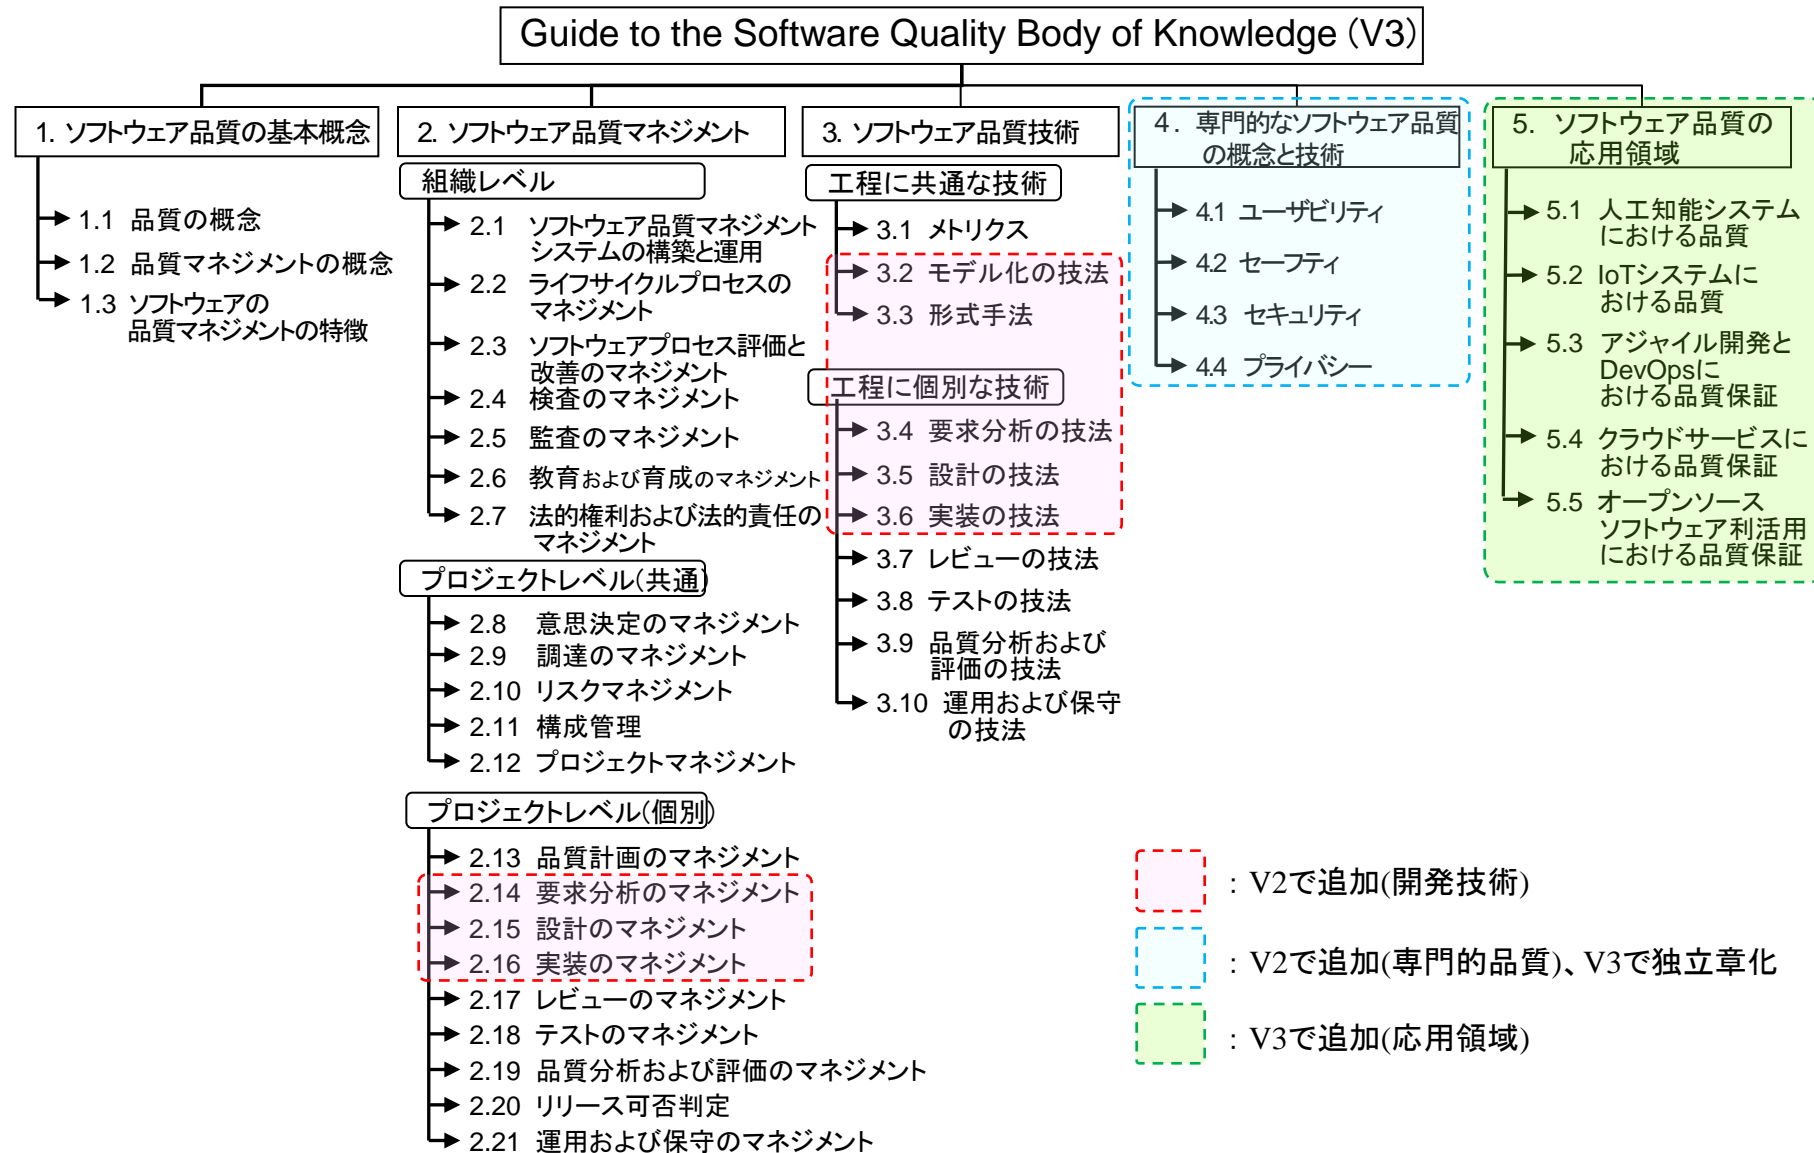 Guide to the Software Quality Body of Knowledge (V3)
1. ソフトウェア品質の基本概念
1.1 品質の概念
1.2 品質マネジメントの概念
1.3 ソフトウェアの
品質マネジメントの特徴
2. ソフトウェア品質マネジメント
組織レベル
2.1 ソフトウェア品質マネジメント
システムの構築と運用
2.2 ライフサイクルプロセスの
マネジメント
2.3 ソフトウェアプロセス評価と
改善のマネジメント
2.4 検査のマネジメント
2.5 監査のマネジメント
2.6 教育および育成のマネジメント
2.7 法的権利および法的責任の
マネジメント
プロジェクトレベル(共通)
2.8 意思決定のマネジメント
2.9 調達のマネジメント
2.10 リスクマネジメント
2.11 構成管理
2.12 プロジェクトマネジメント
プロジェクトレベル(個別)
2.13 品質計画のマネジメント
2.14 要求分析のマネジメント
2.15 設計のマネジメント
2.16 実装のマネジメント
2.17 レビューのマネジメント
2.18 テストのマネジメント
2.19 品質分析および評価のマネジメント
2.20 リリース可否判定
2.21 運用および保守のマネジメント
3. ソフトウェア品質技術
工程に共通な技術
3.1 メトリクス
3.2 モデル化の技法
3.3 形式手法
工程に個別な技術
3.4 要求分析の技法
3.5 設計の技法
3.6 実装の技法
3.7 レビューの技法
3.8 テストの技法
3.9 品質分析および
評価の技法
3.10 運用および保守
の技法
4. 専門的なソフトウェア品質
の概念と技術
4.1 ユーザビリティ
4.2 セーフティ
4.3 セキュリティ
4.4 プライバシー
5. ソフトウェア品質の
応用領域
5.1 人工知能システム
における品質
5.2 IoTシステムに
おける品質
5.3 アジャイル開発と
DevOpsに
おける品質保証
5.4 クラウドサービスに
おける品質保証
5.5 オープンソース
ソフトウェア利活用
における品質保証
: V2で追加(開発技術)
: V2で追加(専門的品質)、V3で独立章化
: V3で追加(応用領域)